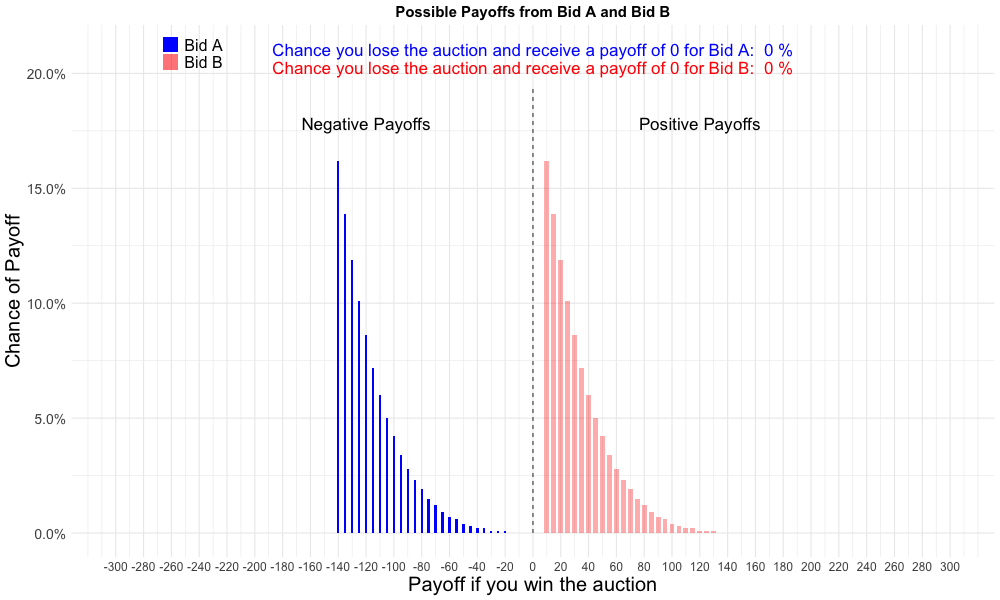 Possible Payoffs from Bid A and Bid B
Bid A
Bid B
Chance you lose the auction and receive a payoff of 0 for Bid A:  0 %
Chance you lose the auction and receive a payoff of 0 for Bid B:  0 %
Negative Payoffs
Positive Payoffs
Chance of Payoff
20.0%
15.0%
10.0%
5.0%
0.0%
-300 -280 -260 -240 -220 -200 -180 -160 -140 -120 -100 -80 -60 -40 -20 0 20 40 60 80 100 120 140 160 180 200 220 240 260 280 300
Payoff if you win the auction